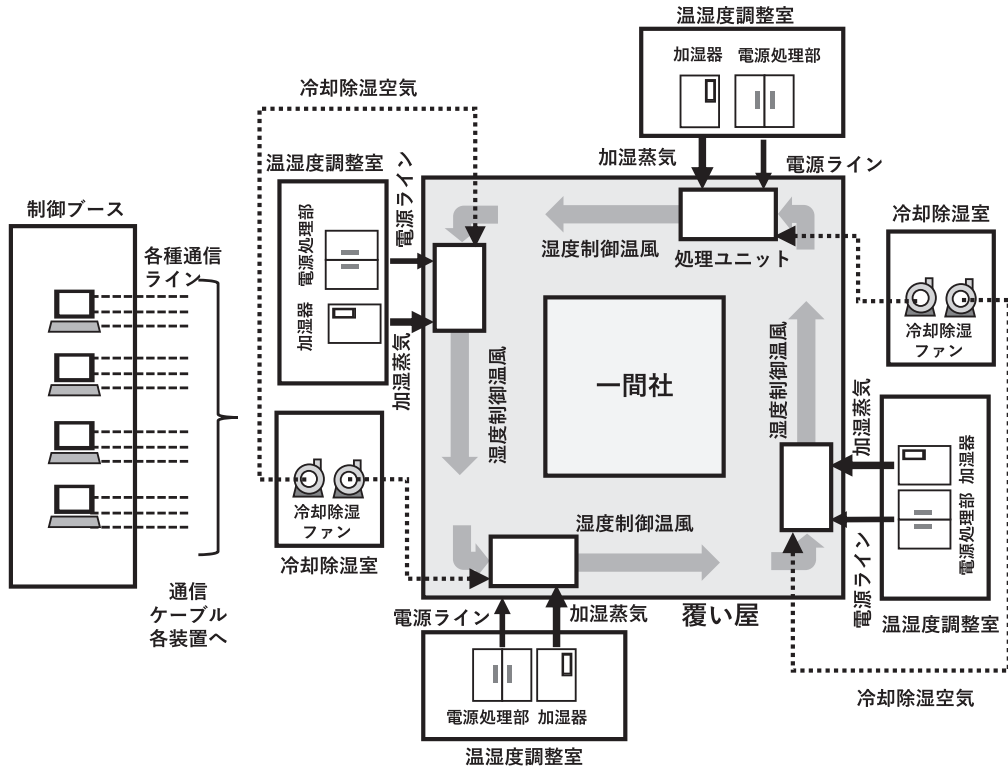 温湿度調整室
加湿器
電源処理部
冷却除湿空気
加湿蒸気
電源ライン
温湿度調整室
電源ライン
制御ブース
冷却除湿室
各種通信
ライン
電源処理部
湿度制御温風
処理ユニット
加湿器
冷却除湿
ファン
加湿蒸気
湿度制御温風
一間社
湿度制御温風
加湿蒸気
加湿器
電源処理部
冷却除湿
ファン
湿度制御温風
冷却除湿室
電源ライン
通信
ケーブル
各装置へ
電源ライン
加湿蒸気
覆い屋
温湿度調整室
冷却除湿空気
電源処理部
加湿器
温湿度調整室